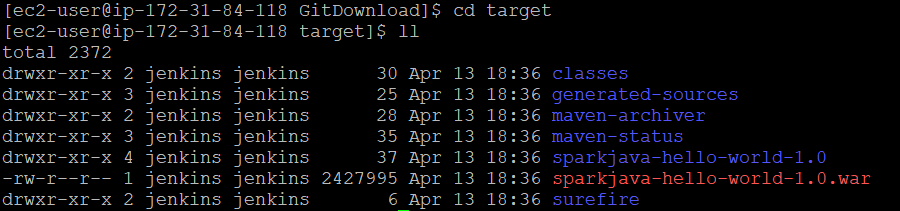 [ec2-user@ip-172-31-84-118 GitDownload]$ cd target
[ec2-user@ip-172-31-84-118 target]$ ll
total 2372
drwxr-xr-x 2 jenkins jenkins      30 Apr 13 18:36 classes
drwxr-xr-x 3 jenkins jenkins      25 Apr 13 18:36 generated-sources
drwxr-xr-x 2 jenkins jenkins      28 Apr 13 18:36 maven-archiver
drwxr-xr-x 3 jenkins jenkins      35 Apr 13 18:36 maven-status
drwxr-xr-x 4 jenkins jenkins      37 Apr 13 18:36 sparkjava-hello-world-1.0
-rw-r--r-- 1 jenkins jenkins 2427995 Apr 13 18:36 sparkjava-hello-world-1.0.war
drwxr-xr-x 2 jenkins jenkins       6 Apr 13 18:36 surefire